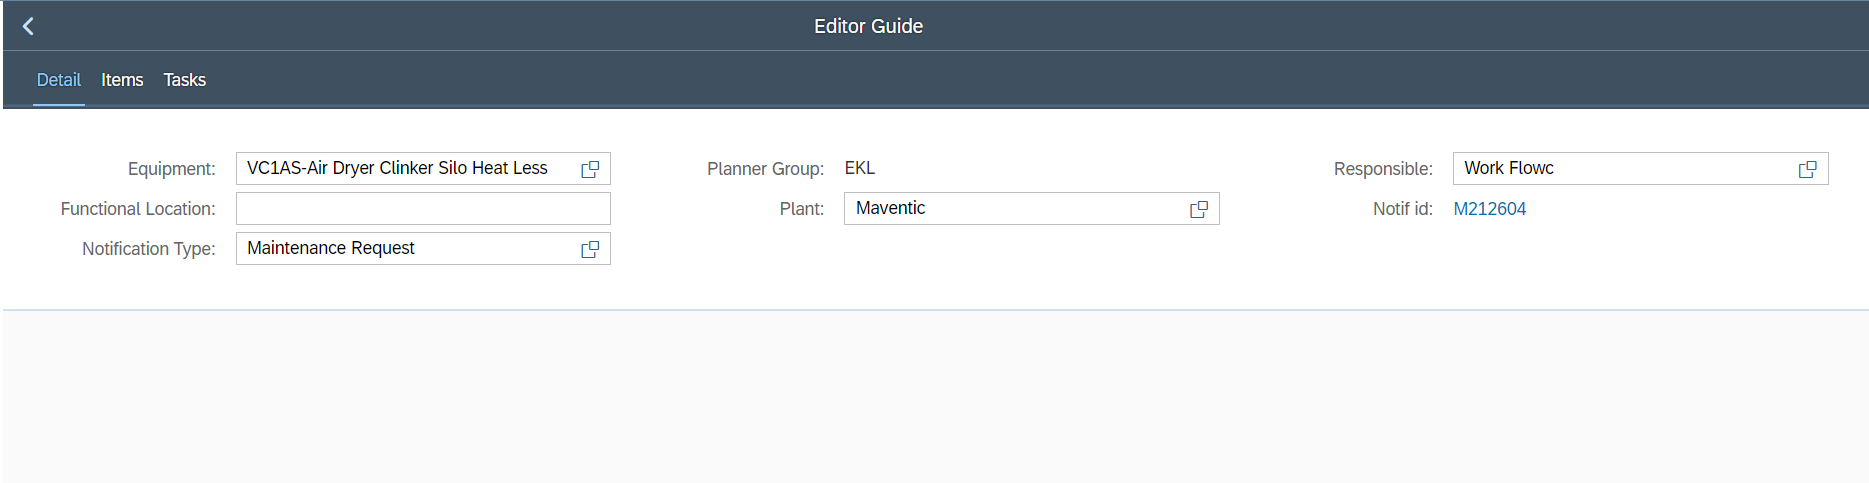 Editor Guide
Detail Items Tasks
Equipment: VC1AS-Air Dryer Clinker Silo Heat Less Planner Group: EKL Responsible: Work Flowc
Functional Location: Plant: Maventic Notif id: M212604
Notification Type: Maintenance Request